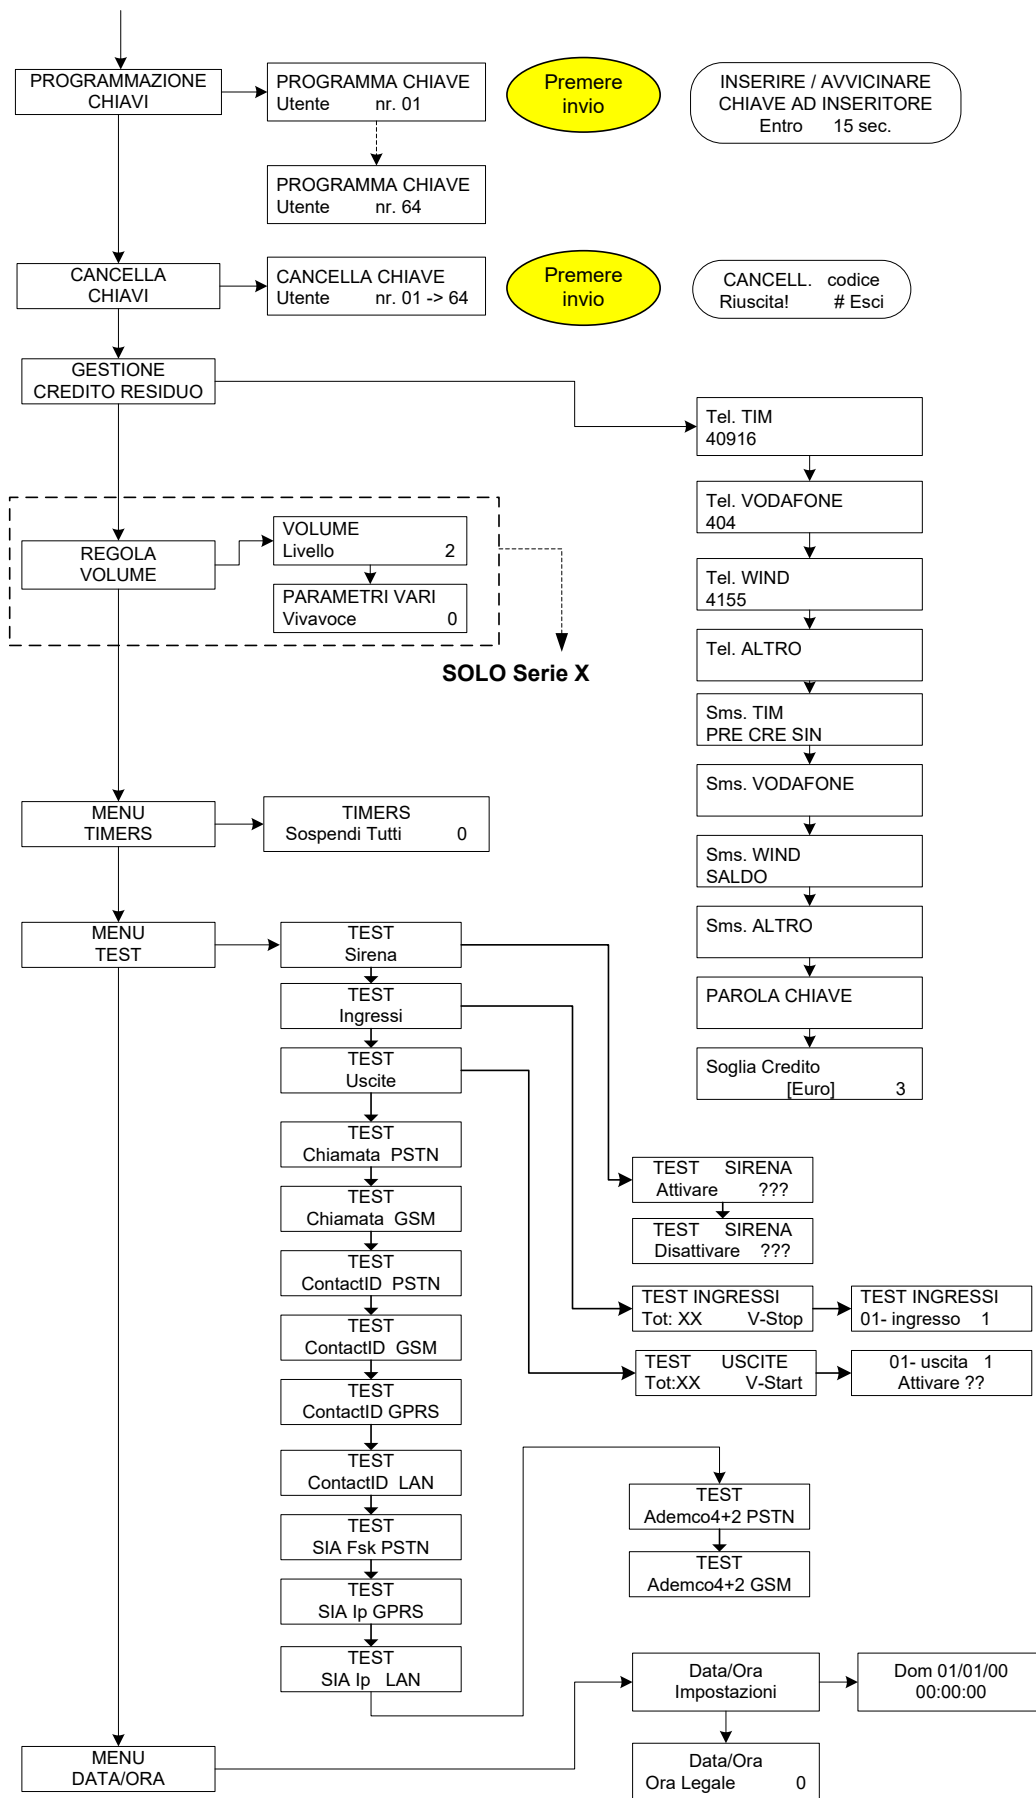 PROGRAMMAZIONE
CHIAVI
PROGRAMMA CHIAVE
Utente nr. 01
Premere
invio
INSERIRE / AVVICINARE
CHIAVE AD INSERITORE
Entro 15 sec.
PROGRAMMA CHIAVE
Utente nr. 64
CANCELLA
CHIAVI
CANCELLA CHIAVE
Utente nr. 01 -> 64
Premere
invio
CANCELL. codice
Riuscita! # Esci
GESTIONE
CREDITO RESIDUO
Tel. TIM
40916
Tel. VODAFONE
404
Tel. WIND
4155
Tel. ALTRO
Sms. TIM
PRE CRE SIN
Sms. VODAFONE
Sms. WIND
SALDO
Sms. ALTRO
PAROLA CHIAVE
Soglia Credito
[Euro] 3
REGOLA
VOLUME
VOLUME
Livello 2
PARAMETRI VARI
Vivavoce 0
SOLO Serie X
MENU
TIMERS
TIMERS
Sospendi Tutti 0
MENU
TEST
TEST
Sirena
TEST
Ingressi
TEST
Uscite
TEST
Chiamata PSTN
TEST
Chiamata GSM
TEST
ContactID PSTN
TEST
ContactID GSM
TEST
ContactID GPRS
TEST
ContactID LAN
TEST
SIA Fsk PSTN
TEST
SIA Ip GPRS
TEST
SIA Ip LAN
TEST SIRENA
Attivare ???
TEST SIRENA
Disattivare ???
TEST INGRESSI
Tot: XX V-Stop
TEST INGRESSI
01- ingresso 1
TEST USCITE
Tot:XX V-Start
01- uscita 1
Attivare ??
TEST
Ademco4+2 PSTN
TEST
Ademco4+2 GSM
MENU
DATA/ORA
Data/Ora
Impostazioni
Dom 01/01/00
00:00:00
Data/Ora
Ora Legale 0